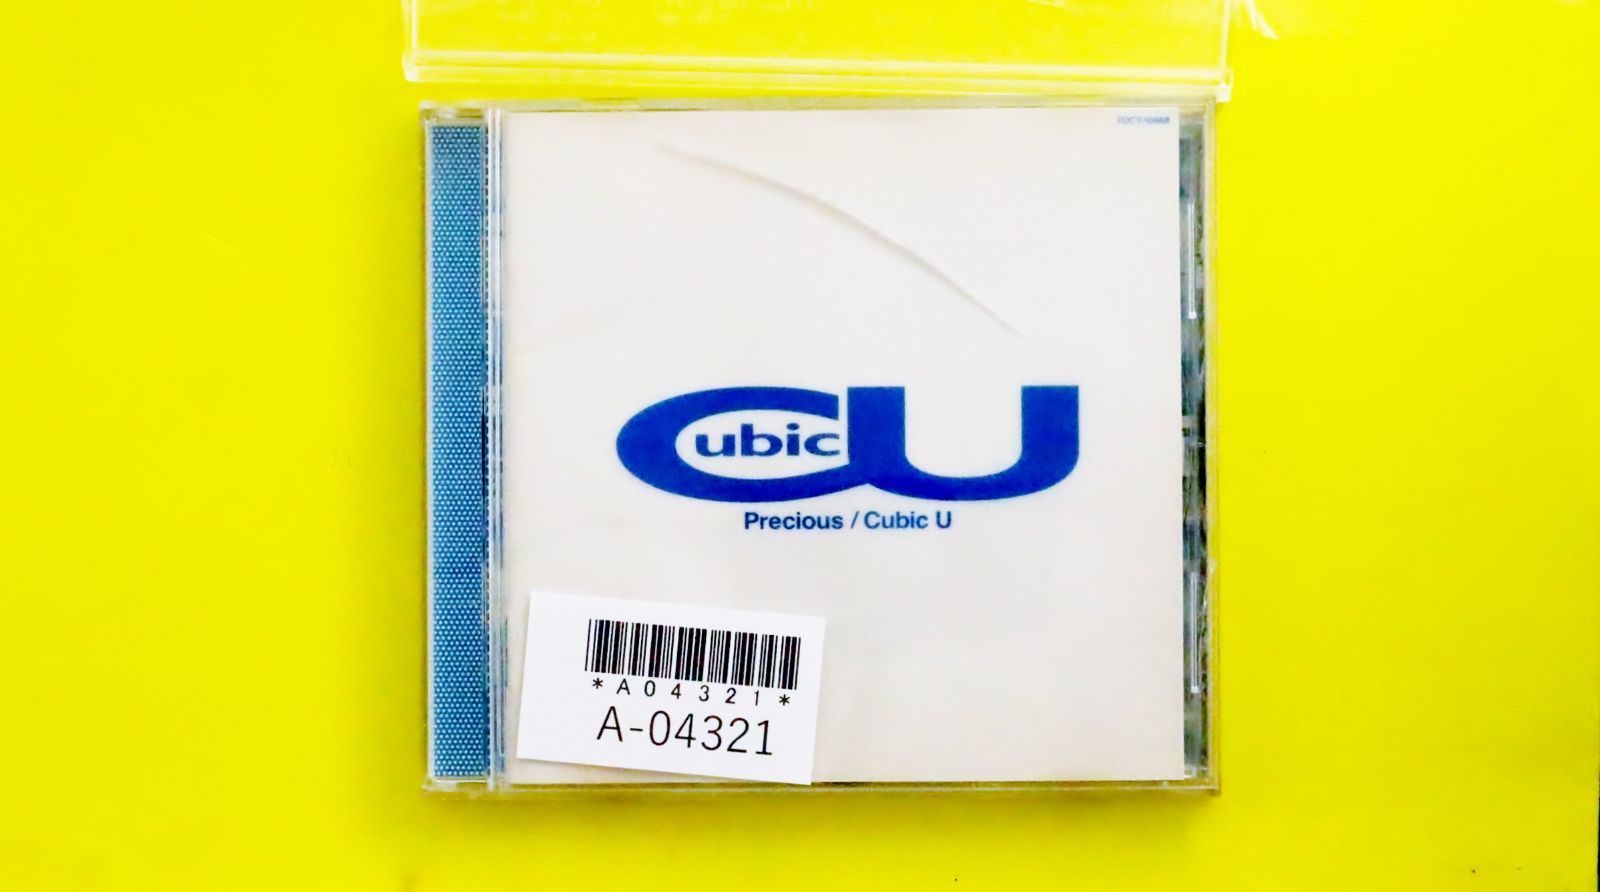 Cubic U
Precious / Cubic U
*A04321*
A-04321